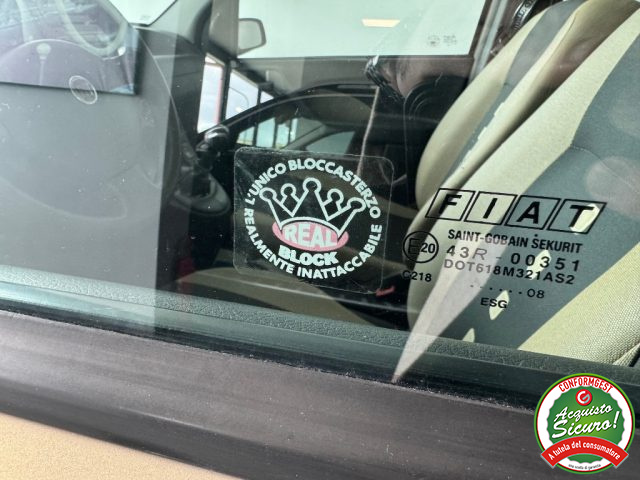 L'UNICO BLOCCASTERZO
REAL
BLOCK
REALMENTE INATTACCABILE
FIAT
SAINT-GOBAIN SEKURIT
E20 43R - 00351
G218 DOT618M321AS2
......08
ESG
CONFORMGEST
Acquisto
Sicuro!
A tutela del consumatore